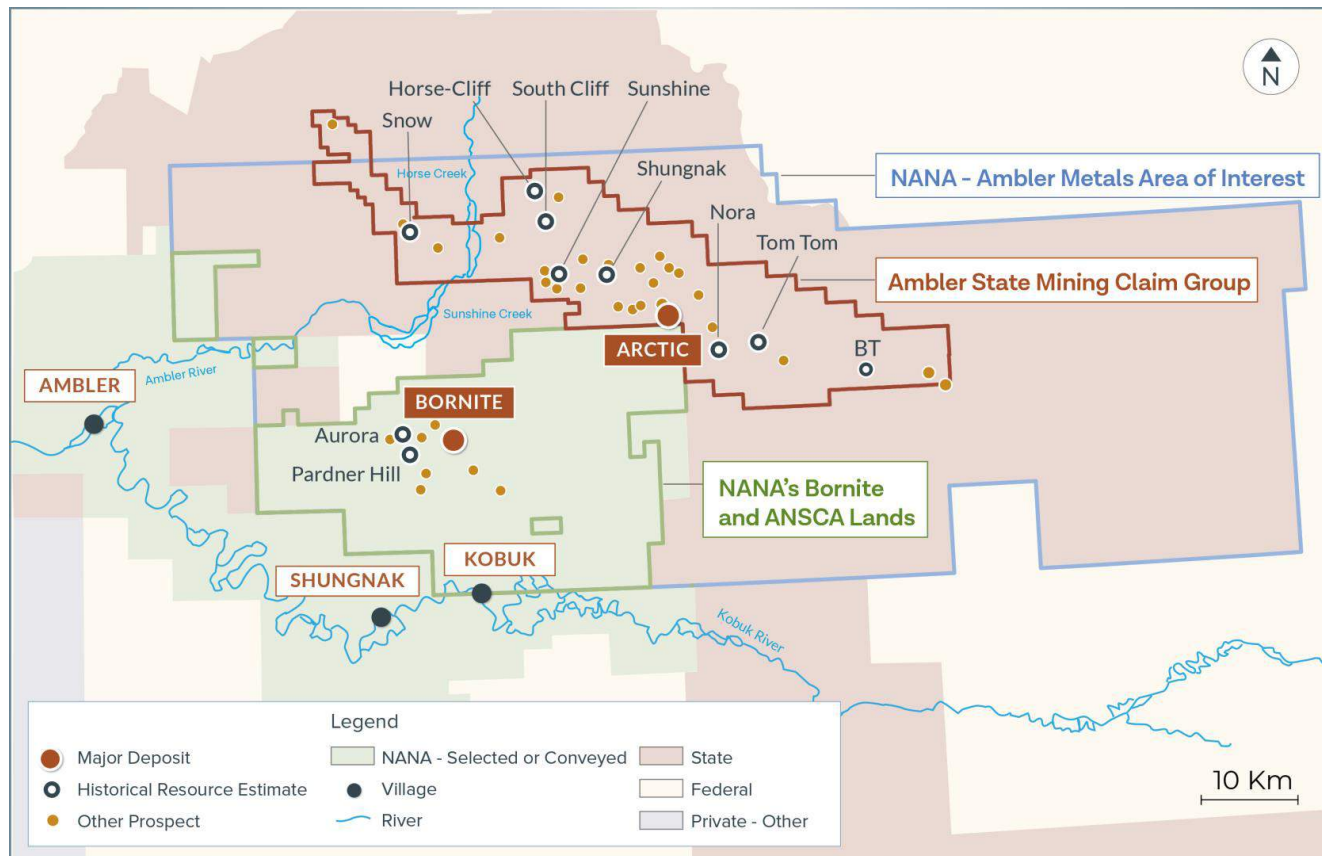 N
Horse-Cliff
South Cliff
Sunshine
Snow
Shungnak
Horse Creek
NANA - Ambler Metals Area of Interest
Nora
Tom Tom
Ambler State Mining Claim Group
Sunshine Creek
ARCTIC
BT
AMBLER
Ambler River
BORNITE
Aurora
Pardner Hill
NANA's Bornite
and ANSCA Lands
KOBUK
SHUNGNAK
Kobuk River
Legend
Major Deposit
Historical Resource Estimate
Other Prospect
NANA - Selected or Conveyed
Village
River
State
Federal
Private - Other
10 Km